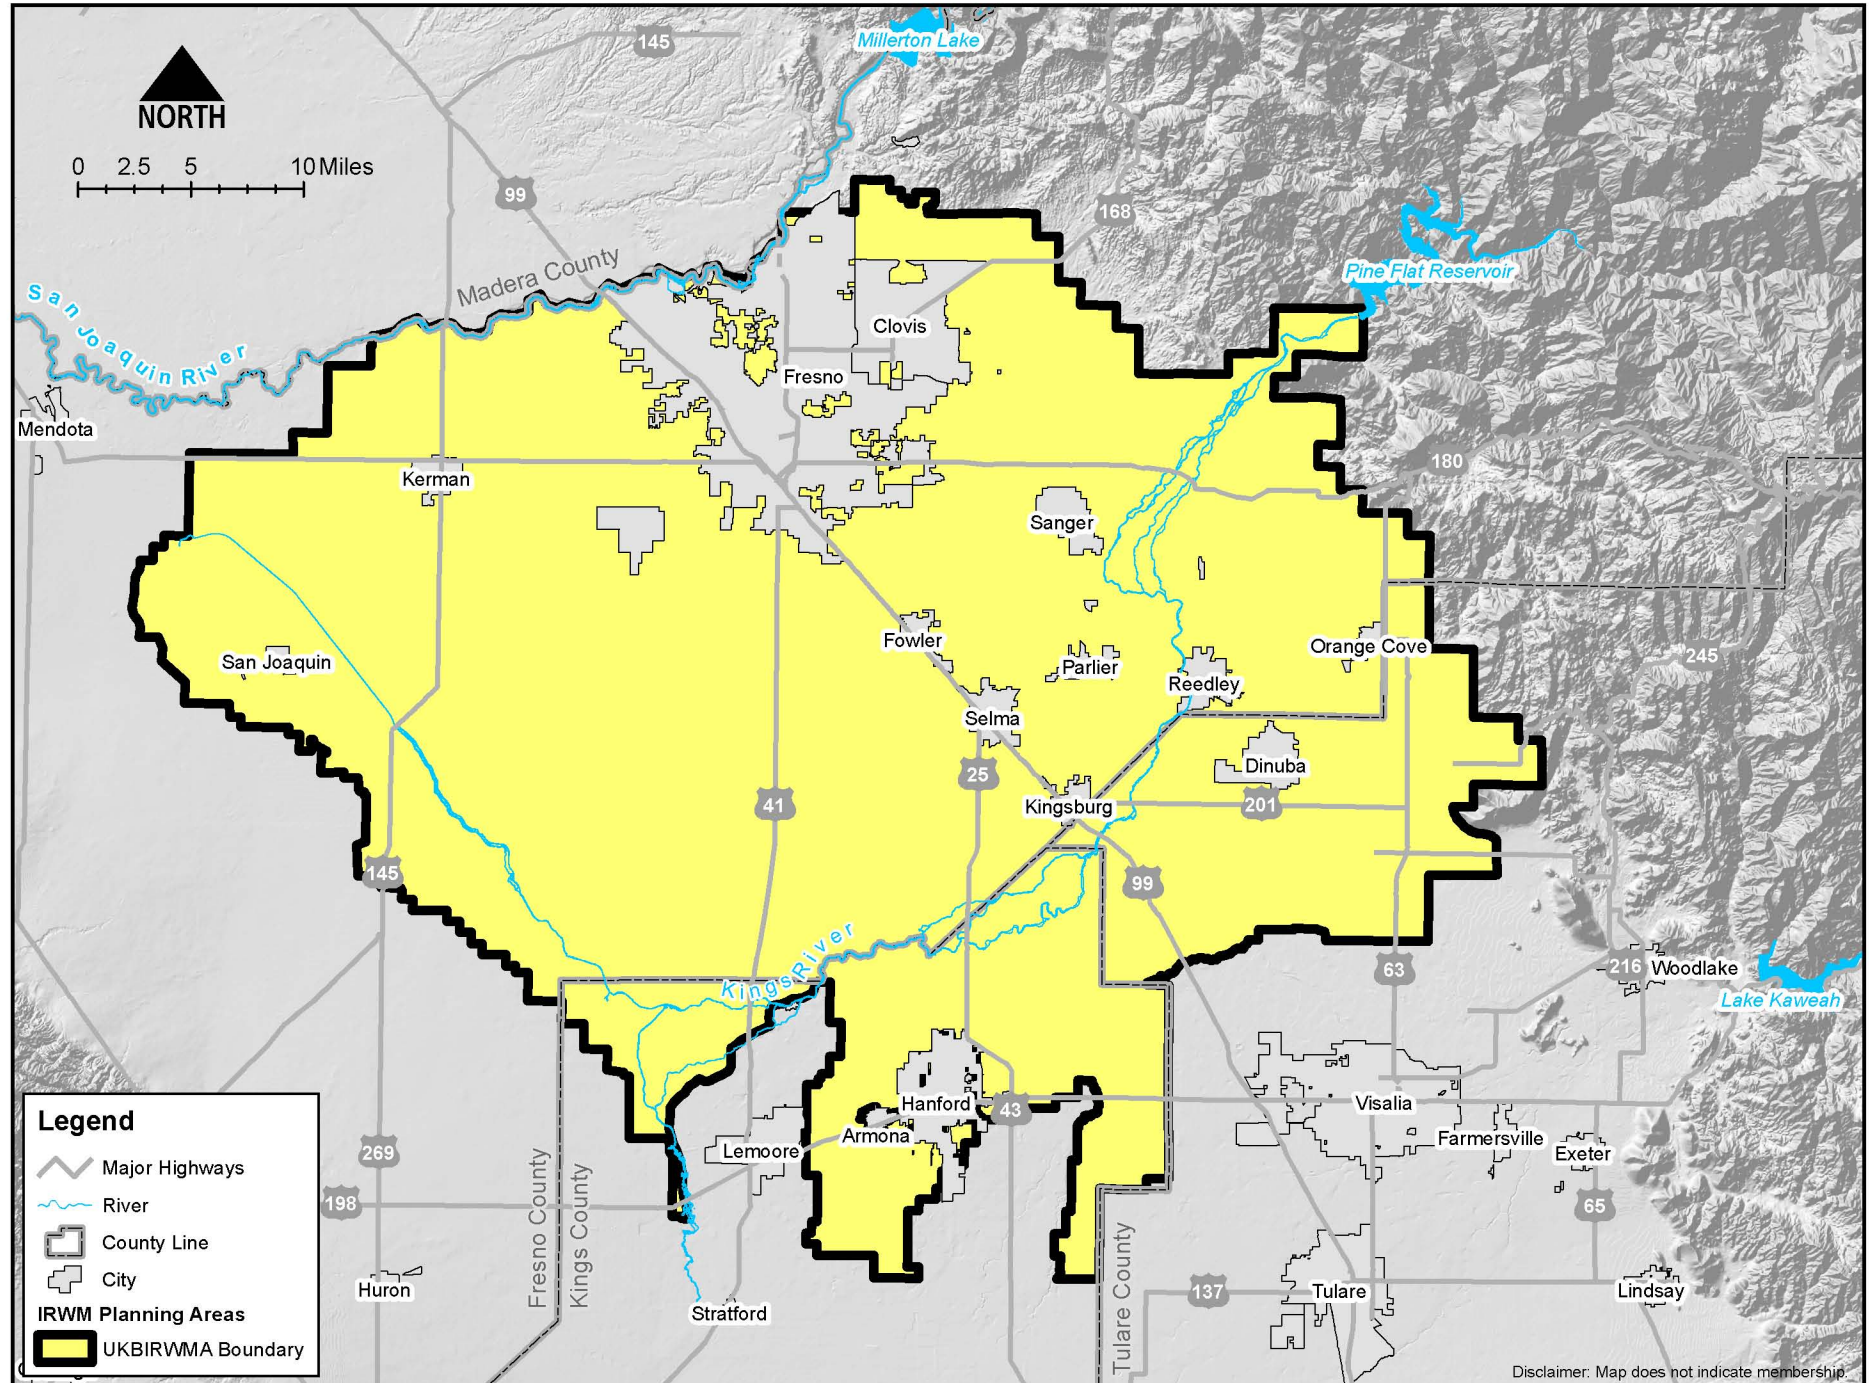 Millerton Lake
145
NORTH
0 2.5 5 10 Miles
99
168
Madera County
Pine Flat Reservoir
San Joaquin River
Clovis
Fresno
Mendota
180
Kerman
Sanger
Fowler
Orange Cove
San Joaquin
Parlier
245
Reedley
Selma
Dinuba
25
41
Kingsburg
201
145
99
Kings River
63
216
Woodlake
Lake Kaweah
Hanford
43
Visalia
Armona
Farmersville
Lemoore
Exeter
269
198
65
Fresno County
Kings County
Tulare County
Huron
137
Tulare
Lindsay
Stratford
Legend
Major Highways
River
County Line
City
IRWM Planning Areas
UKBIRWMA Boundary
Disclaimer: Map does not indicate membership.